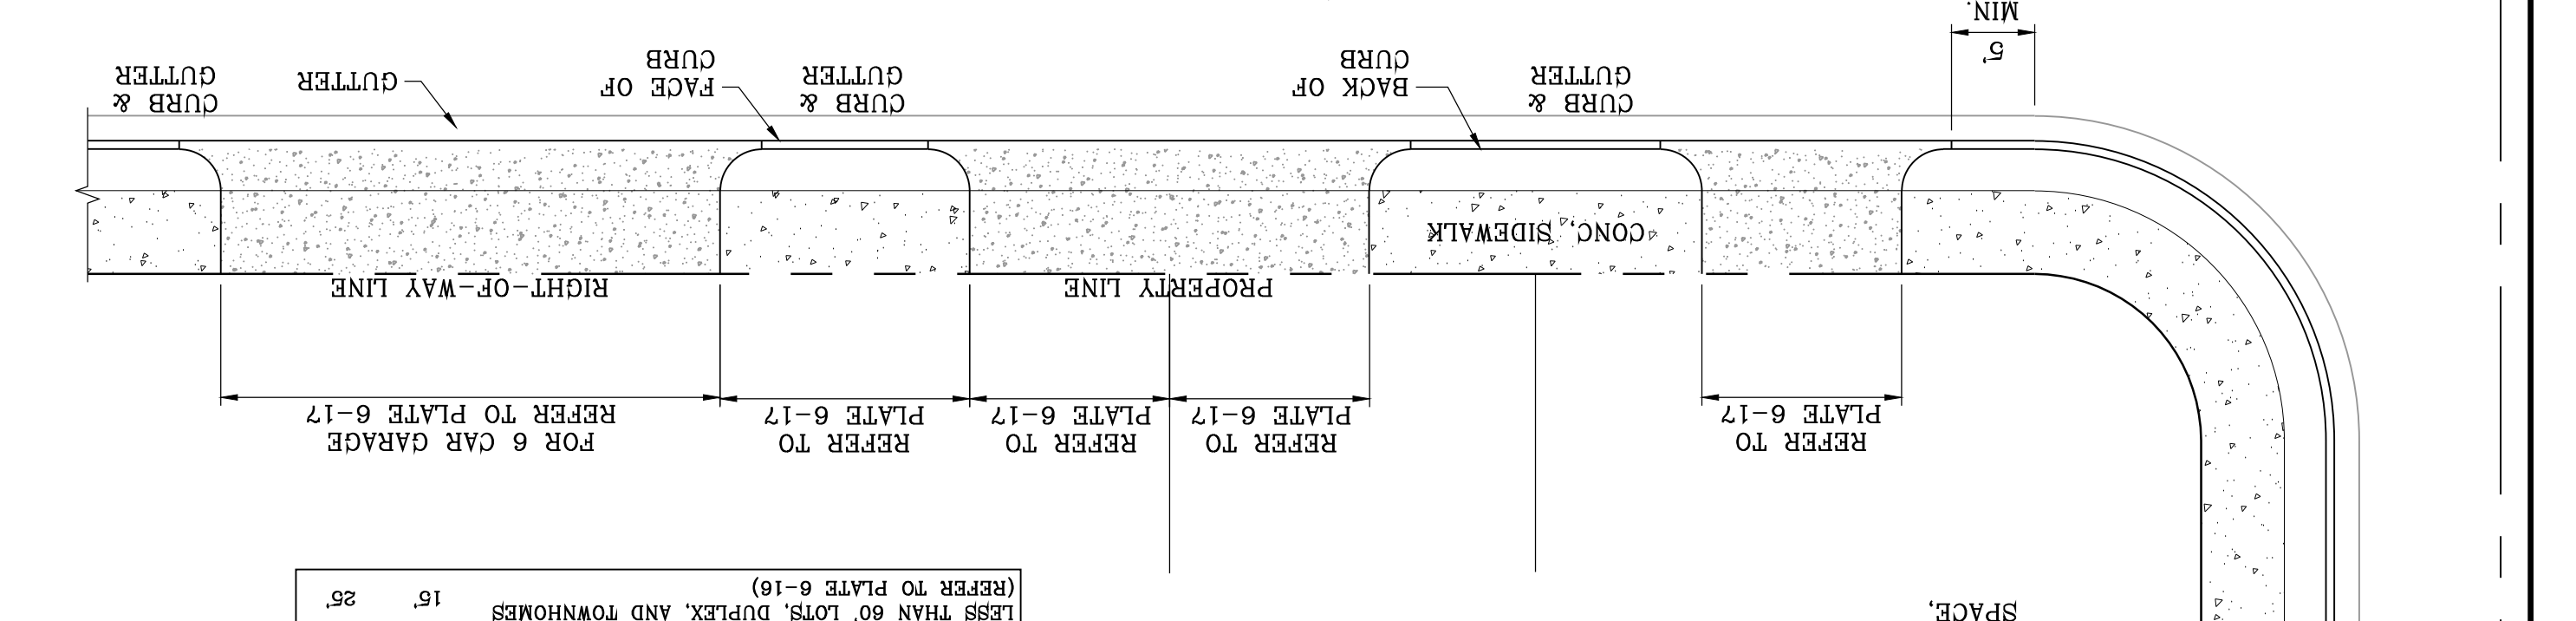 SPACE,
LESS THAN 60' LOTS, DUPLEX, AND TOWNHOMES
(REFER TO PLATE 6-16)
15'
25'
REFER TO
PLATE 6-17
REFER TO
PLATE 6-17
REFER TO
PLATE 6-17
REFER TO
PLATE 6-17
FOR 6 CAR GARAGE
REFER TO PLATE 6-17
PROPERTY LINE
RIGHT-OF-WAY LINE
CONC, SIDEWALK
5'
MIN.
CURB &
GUTTER
BACK OF
CURB
CURB &
GUTTER
FACE OF
CURB
GUTTER
CURB &
GUTTER